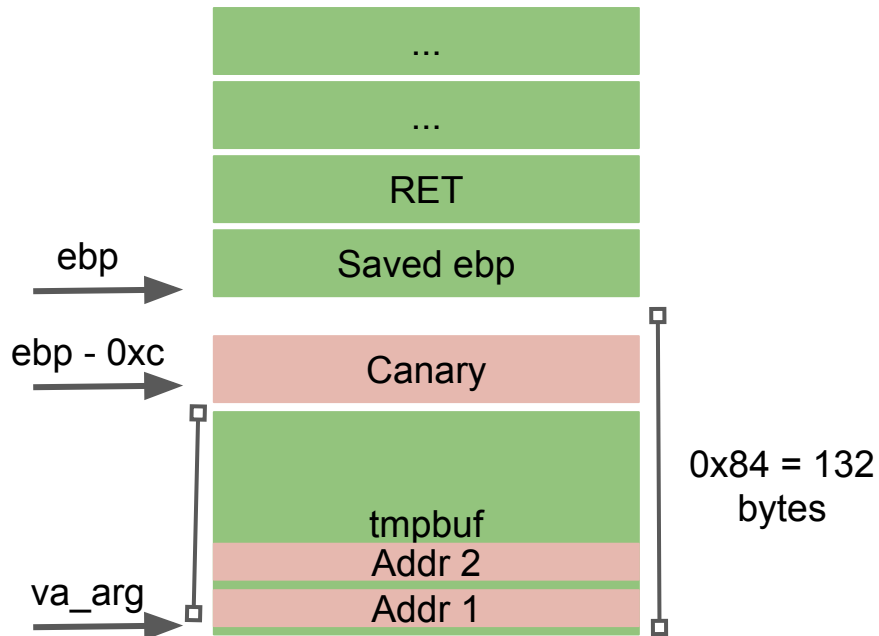 ...
...
RET
Saved ebp
ebp
ebp - 0xc
Canary
0x84 = 132
bytes
tmpbuf
Addr 2
va_arg
Addr 1